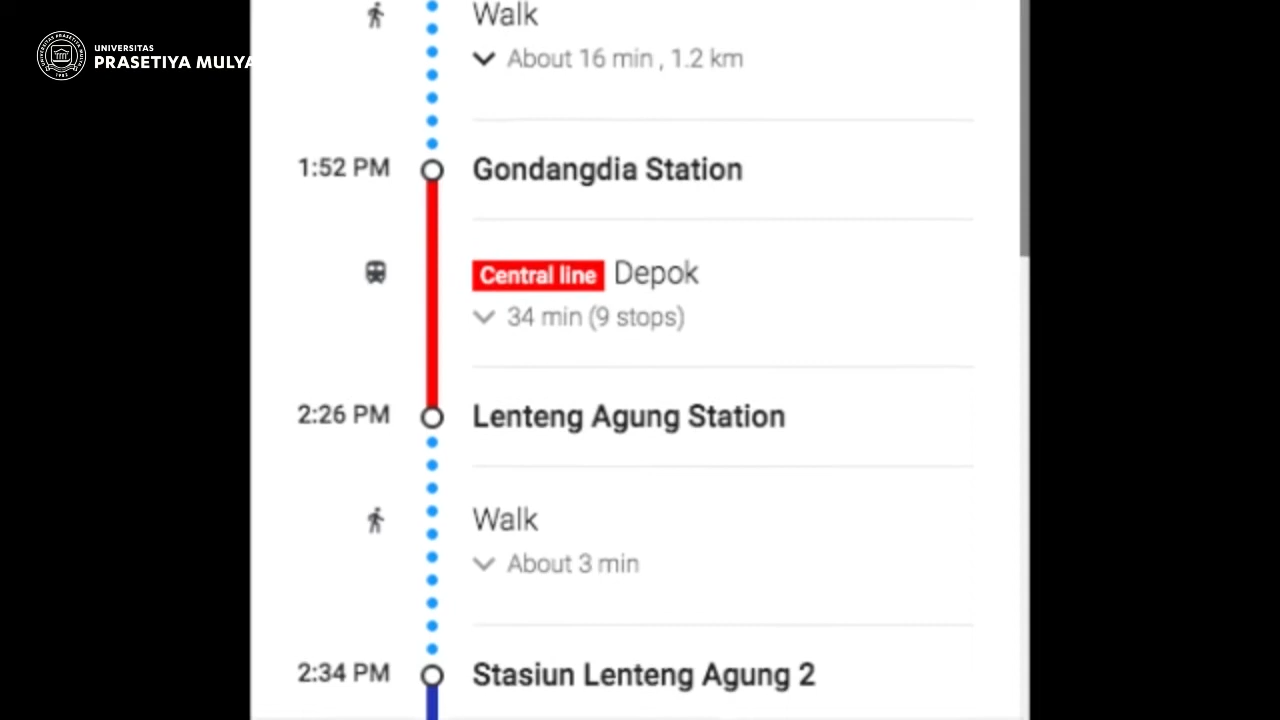 UNIVERSITAS
PRASETIYA MULYA
Walk
About 16 min , 1.2 km
1:52 PM Gondangdia Station
Central line Depok
34 min (9 stops)
2:26 PM Lenteng Agung Station
Walk
About 3 min
2:34 PM Stasiun Lenteng Agung 2